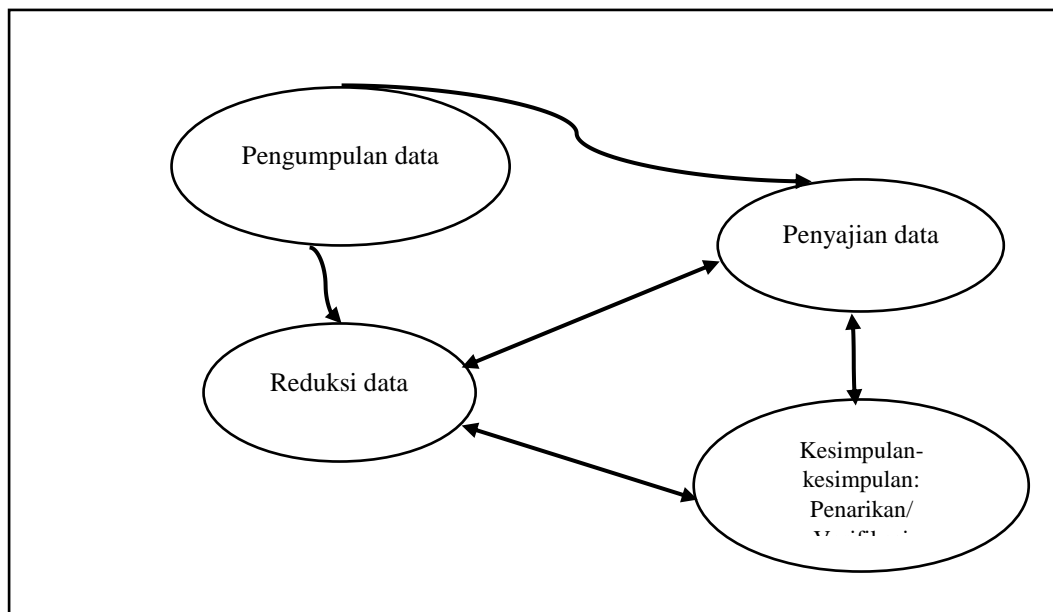 Pengumpulan data
Penyajian data
Reduksi data
Kesimpulan-
kesimpulan:
Penarikan/